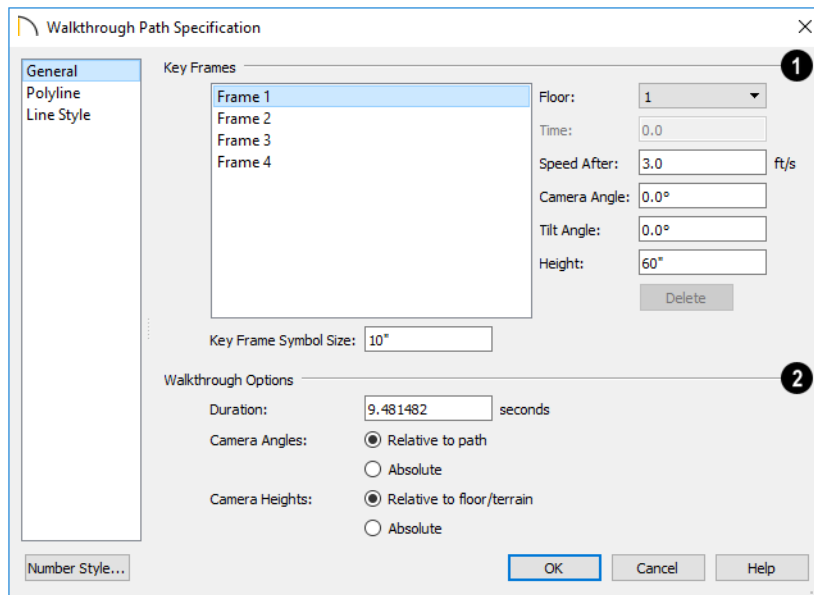 Walkthrough Path Specification
General
Polyline
Line Style
Key Frames
1
Frame 1
Frame 2
Frame 3
Frame 4
Floor: 1
Time: 0.0
Speed After: 3.0 ft/s
Camera Angle: 0.0°
Tilt Angle: 0.0°
Height: 60"
Delete
Key Frame Symbol Size: 10"
Walkthrough Options
2
Duration: 9.481482 seconds
Camera Angles: Relative to path
Absolute
Camera Heights: Relative to floor/terrain
Absolute
Number Style... OK Cancel Help